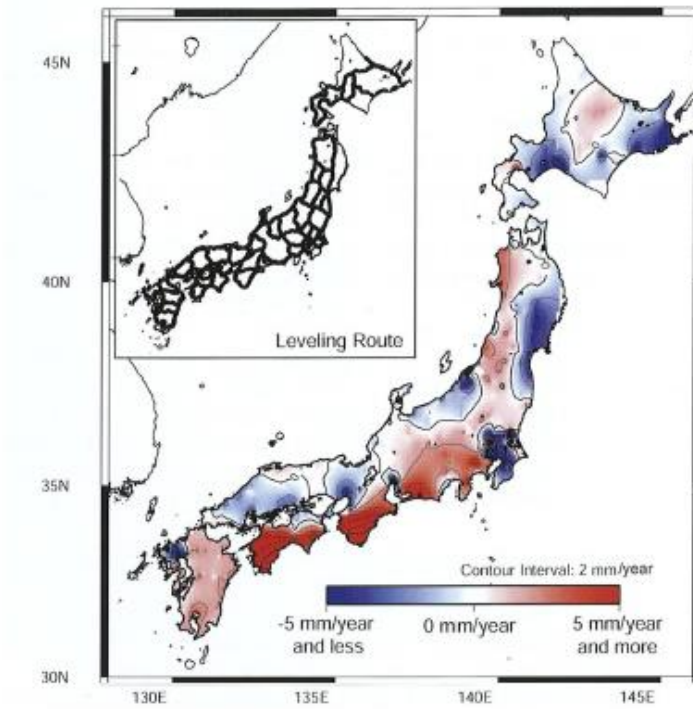 45N
Leveling Route
40N
35N
Contour Interval: 2 mm/year
-5 mm/year
and less
0 mm/year
5 mm/year
and more
30N
130E
135E
140E
145E